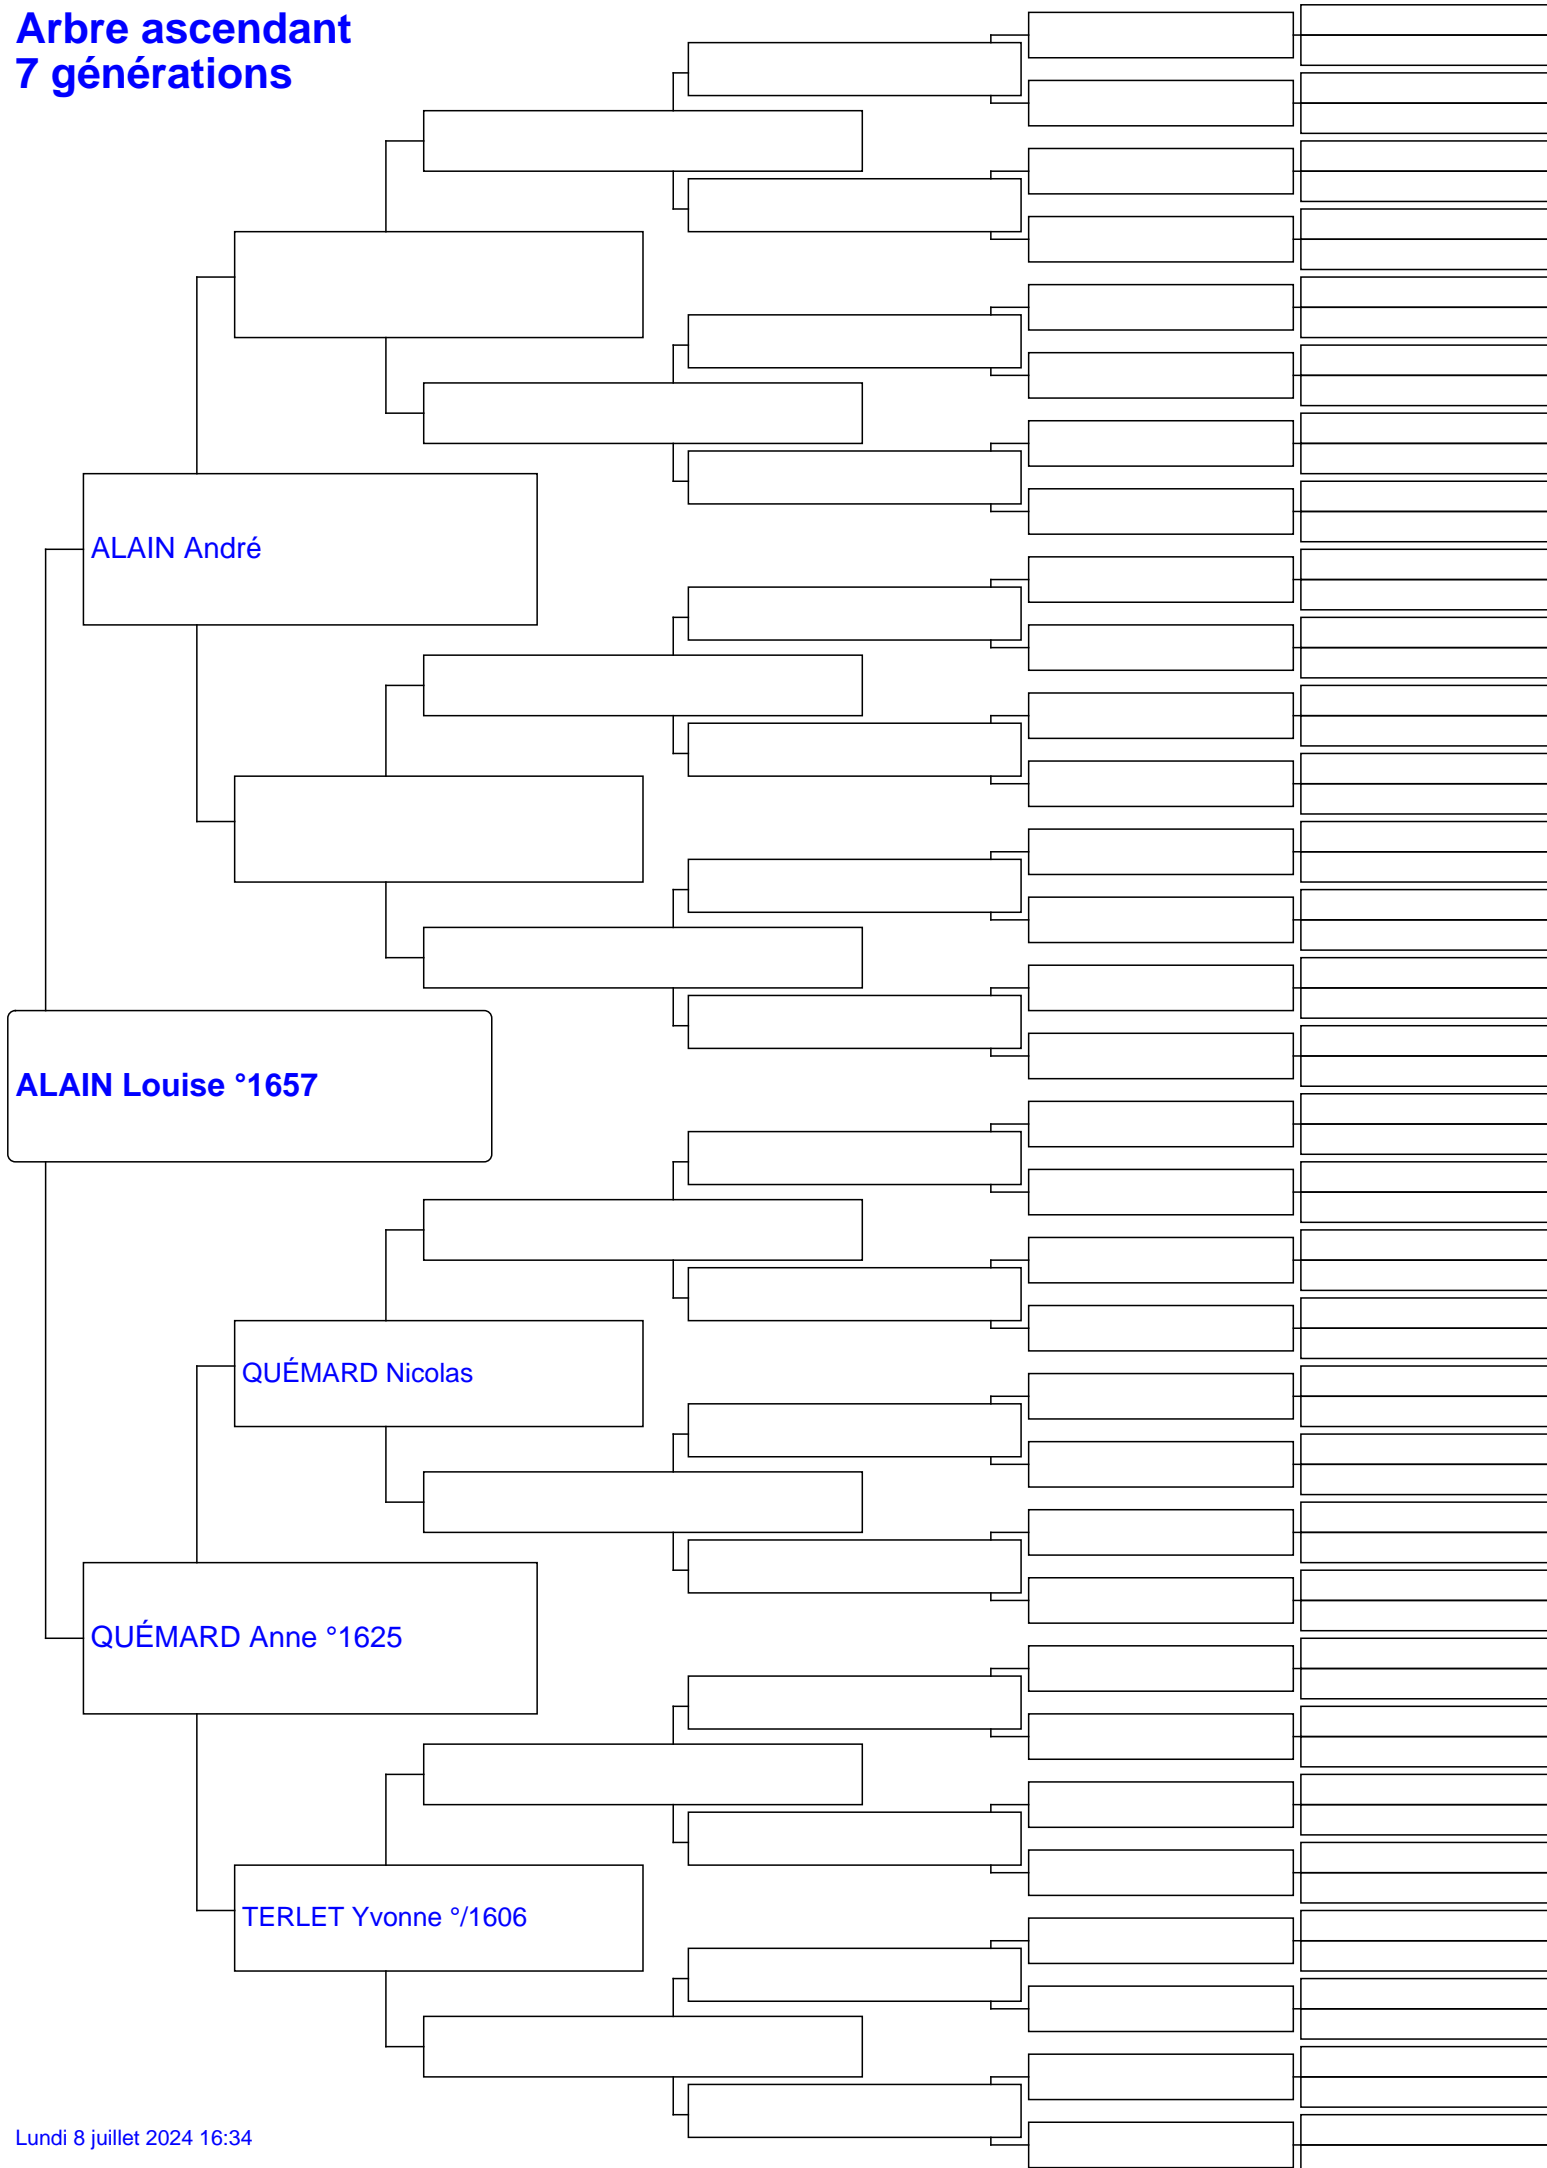 Arbre ascendant
7 générations
ALAIN André
ALAIN Louise °1657
QUÉMARD Nicolas
QUÉMARD Anne °1625
TERLET Yvonne °/1606
Lundi 8 juillet 2024 16:34